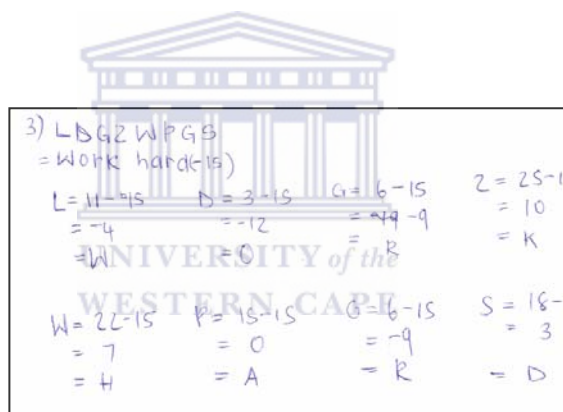 3) LDGZWPGS
= Work hard(-15)
L = 11-15 D = 3-15 G = 6-15 Z = 25-1
= -4 = -12 = -9 = 10
= W = O = R = K
UNIVERSITY of the
WESTERN CAPE
W = 22-15 P = 15-15 G = 6-15 S = 18-
= 7 = 0 = -9 = 3
= H = A = R = D